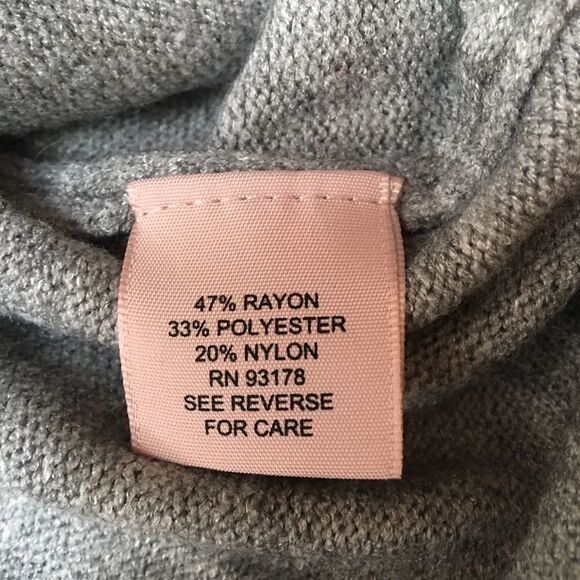 47% RAYON
33% POLYESTER
20% NYLON
RN 93178
SEE REVERSE
FOR CARE